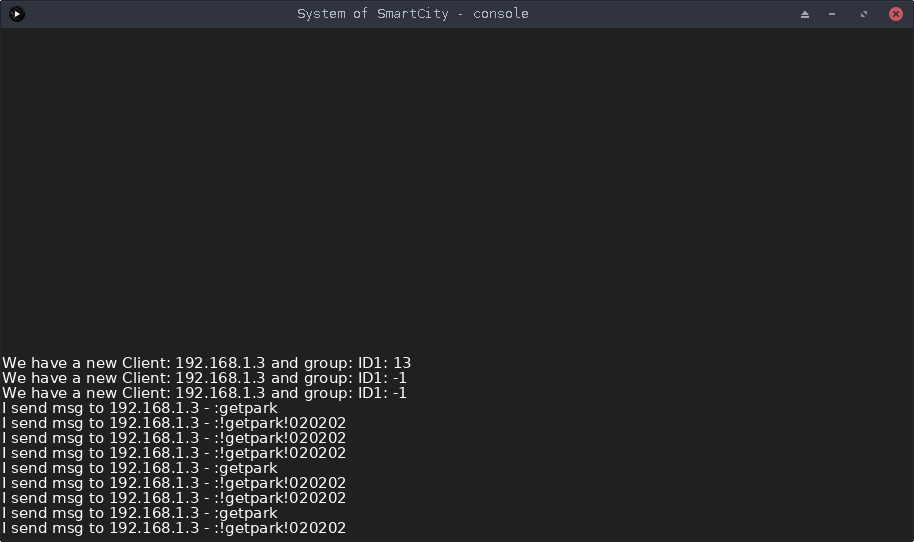 System of SmartCity - console
We have a new Client: 192.168.1.3 and group: ID1: 13
We have a new Client: 192.168.1.3 and group: ID1: -1
We have a new Client: 192.168.1.3 and group: ID1: -1
I send msg to 192.168.1.3 - :getpark
I send msg to 192.168.1.3 - :!getpark!020202
I send msg to 192.168.1.3 - :!getpark!020202
I send msg to 192.168.1.3 - :!getpark!020202
I send msg to 192.168.1.3 - :getpark
I send msg to 192.168.1.3 - :!getpark!020202
I send msg to 192.168.1.3 - :!getpark!020202
I send msg to 192.168.1.3 - :getpark
I send msg to 192.168.1.3 - :!getpark!020202